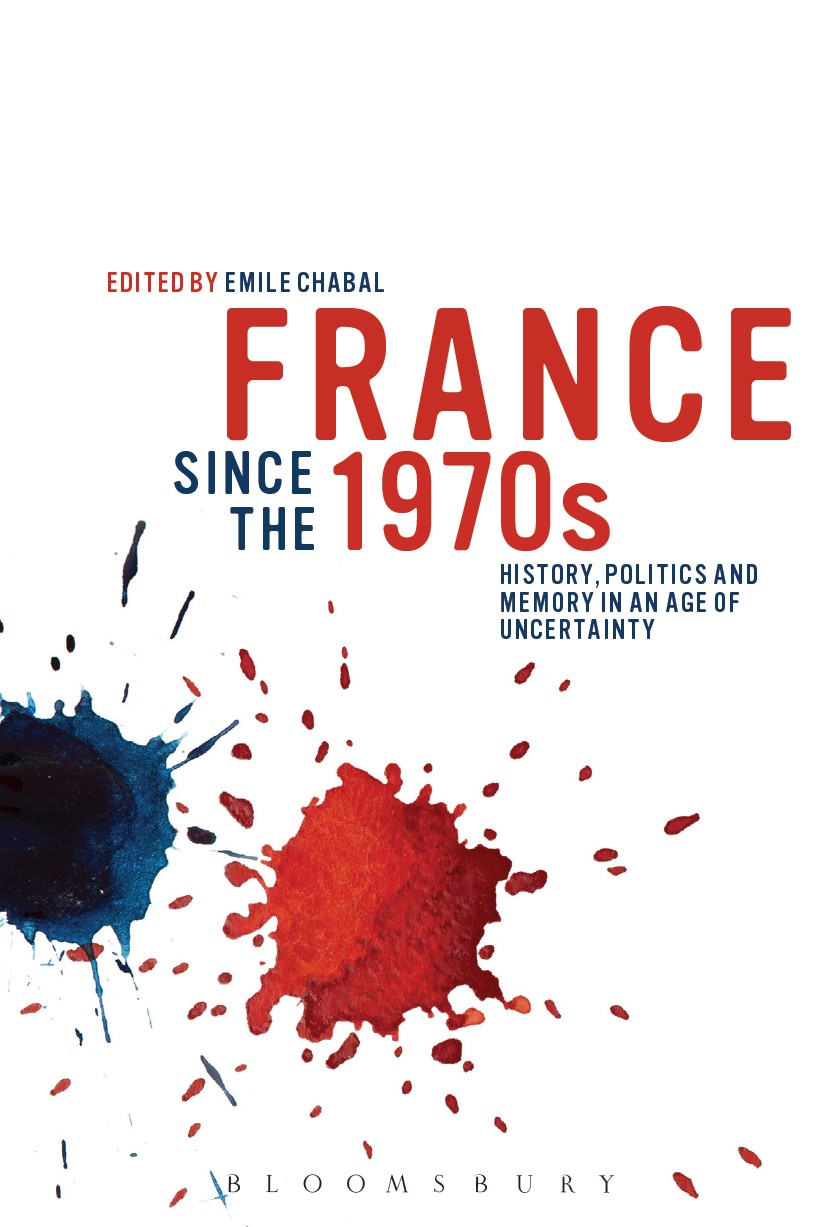 EDITED BY EMILE CHABAL
FRANCE
SINCE THE 1970s
HISTORY, POLITICS AND
MEMORY IN AN AGE OF
UNCERTAINTY
BLOOMSBURY